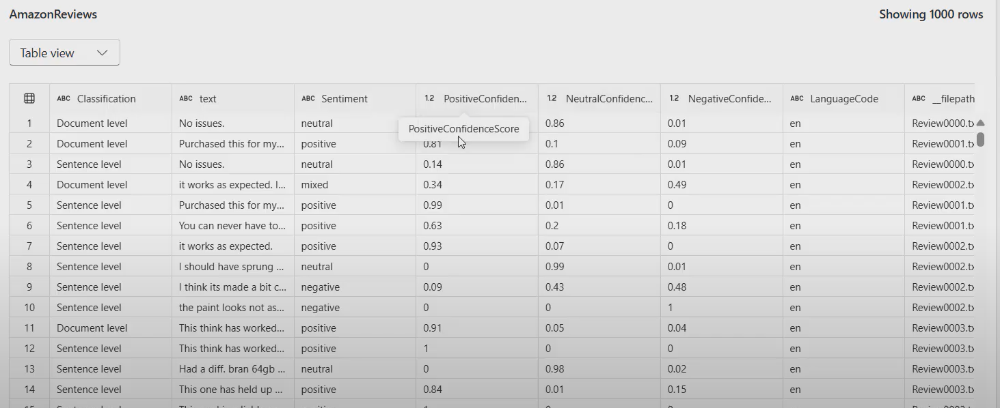 AmazonReviews Showing 1000 rows
Table view
ABC Classification ABC text ABC Sentiment 1.2 PositiveConfiden... 1.2 NeutralConfidenc... 1.2 NegativeConfide... ABC LanguageCode ABC __filepath
1 Document level No issues. neutral 0.86 0.01 en Review0000.tx
PositiveConfidenceScore
2 Document level Purchased this for my... positive 0.81 0.1 0.09 en Review0001.tx
3 Sentence level No issues. neutral 0.14 0.86 0.01 en Review0000.tx
4 Document level it works as expected. I... mixed 0.34 0.17 0.49 en Review0002.tx
5 Sentence level Purchased this for my... positive 0.99 0.01 0 en Review0001.tx
6 Sentence level You can never have to... positive 0.63 0.2 0.18 en Review0001.tx
7 Sentence level it works as expected. positive 0.93 0.07 0 en Review0002.tx
8 Sentence level I should have sprung ... neutral 0 0.99 0.01 en Review0002.tx
9 Sentence level I think its made a bit c... negative 0.09 0.43 0.48 en Review0002.tx
10 Sentence level the paint looks not as... negative 0 0 1 en Review0002.tx
11 Document level This think has worked... positive 0.91 0.05 0.04 en Review0003.tx
12 Sentence level This think has worked... positive 1 0 0 en Review0003.tx
13 Sentence level Had a diff. bran 64gb ... neutral 0 0.98 0.02 en Review0003.tx
14 Sentence level This one has held up ... positive 0.84 0.01 0.15 en Review0003.tx